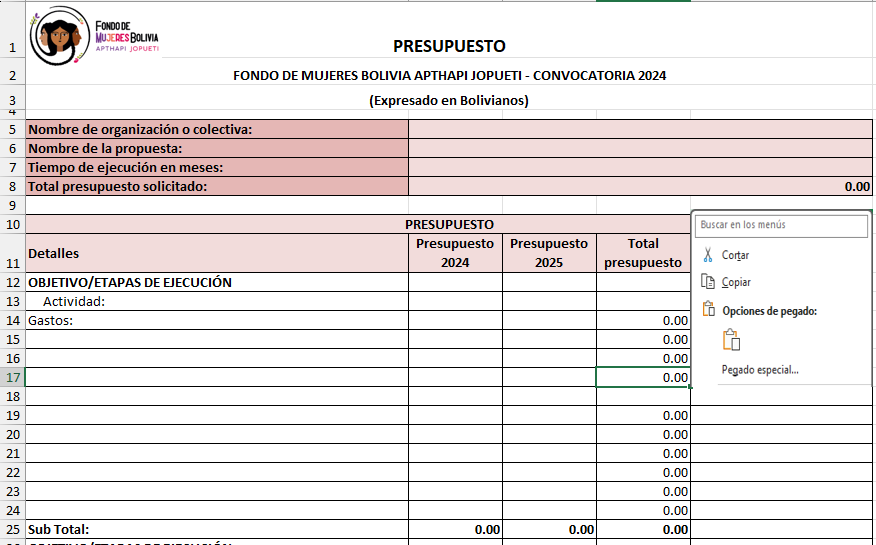 FONDO DE
MUJERES BOLIVIA
APTHAPI JOPUETI
1 PRESUPUESTO
2 FONDO DE MUJERES BOLIVIA APTHAPI JOPUETI - CONVOCATORIA 2024
3 (Expresado en Bolivianos)
4
5 Nombre de organización o colectiva:
6 Nombre de la propuesta:
7 Tiempo de ejecución en meses:
8 Total presupuesto solicitado: 0.00
9
10 PRESUPUESTO
11 Detalles Presupuesto 2024 Presupuesto 2025 Total presupuesto
12 OBJETIVO/ETAPAS DE EJECUCIÓN
13 Actividad:
14 Gastos: 0.00
15 0.00
16 0.00
17 0.00
18
19 0.00
20 0.00
21 0.00
22 0.00
23 0.00
24 0.00
25 Sub Total: 0.00 0.00 0.00
Buscar en los menús
Cortar
Copiar
Opciones de pegado:
Pegado especial...